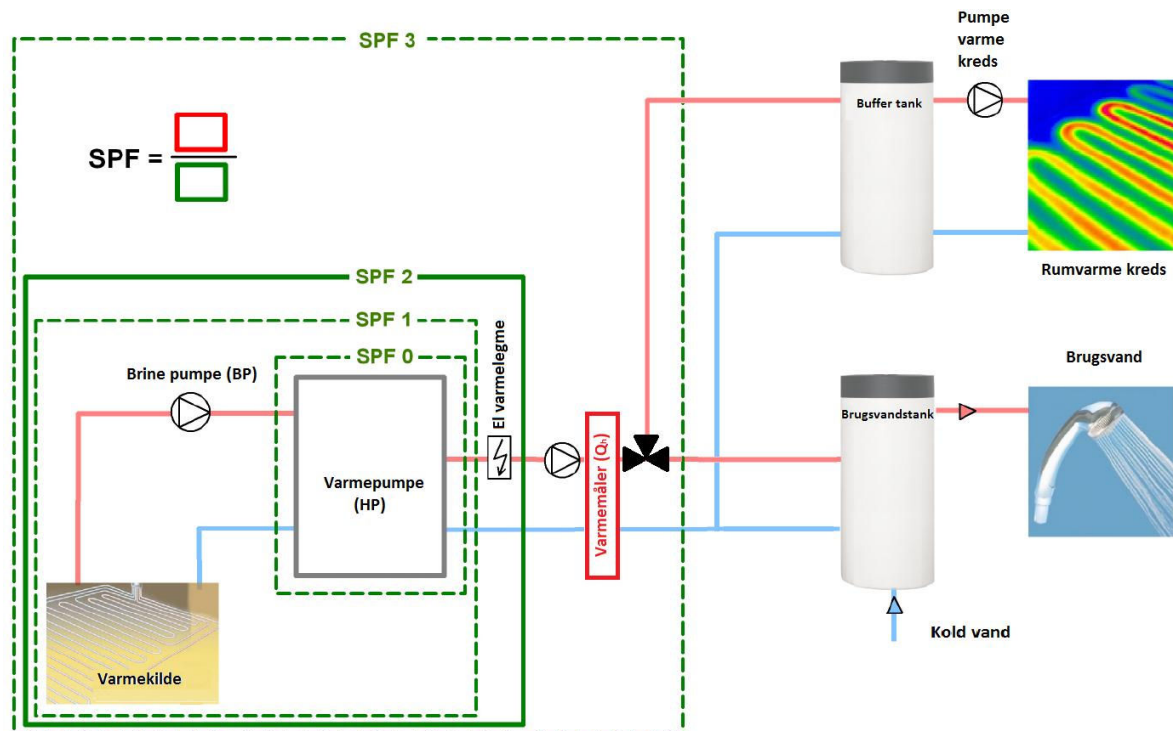 SPF 3
Pumpe
varme
kreds
Buffer tank
SPF =
Rumvarme kreds
SPF 2
SPF 1
SPF 0
Brine pumpe (BP)
El varmelegme
Varmepumpe
(HP)
Varmemåler (Qₕ)
Varmekilde
Brugsvand
Brugsvandstank
Kold vand